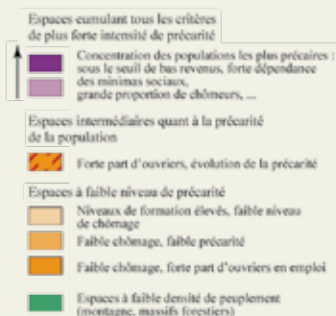 Espaces cumulant tous les critères
de plus forte intensité de précarité
Concentration des populations les plus précaires :
sous le seuil de bas revenus, forte dépendance
des minimas sociaux,
grande proportion de chômeurs, ...
Espaces intermédiaires quant à la précarité
de la population
Forte part d'ouvriers, évolution de la précarité
Espaces à faible niveau de précarité
Niveaux de formation élevés, faible niveau
de chômage
Faible chômage, faible précarité
Faible chômage, forte part d'ouvriers en emploi
Espaces à faible densité de peuplement
(montagne, massifs forestiers)